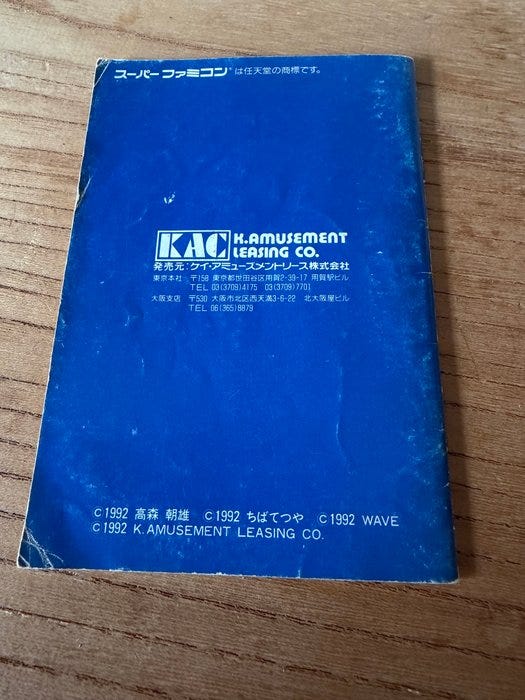 スーパーファミコン®は任天堂の商標です。
KAC K.AMUSEMENT
LEASING CO.
発売元:ケイ・アミューズメントリース株式会社
東京本社 〒158 東京都世田谷区用賀2-39-17 用賀駅ビル
TEL 03(3709)4175 03(3709)7701
大阪支店 〒530 大阪市北区西天満3-6-22 北大阪屋ビル
TEL 06(365)8879
C1992 高森 朝雄 C1992 ちばてつや C1992 WAVE
C1992 K.AMUSEMENT LEASING CO.